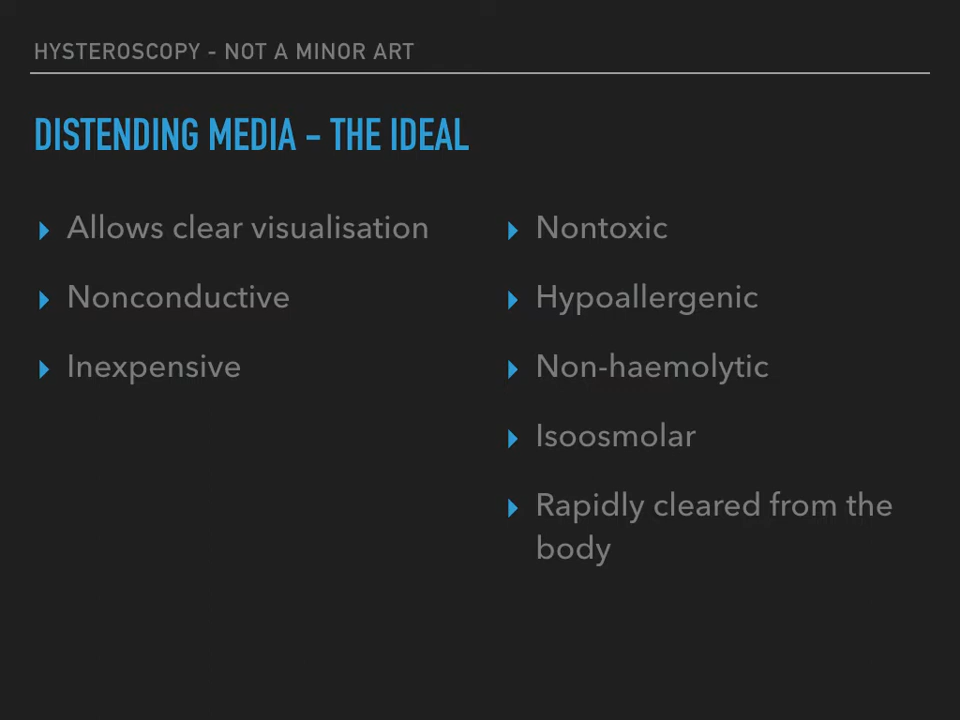 HYSTEROSCOPY - NOT A MINOR ART
DISTENDING MEDIA - THE IDEAL
Allows clear visualisation
Nonconductive
Inexpensive
Nontoxic
Hypoallergenic
Non-haemolytic
Isoosmolar
Rapidly cleared from the
body